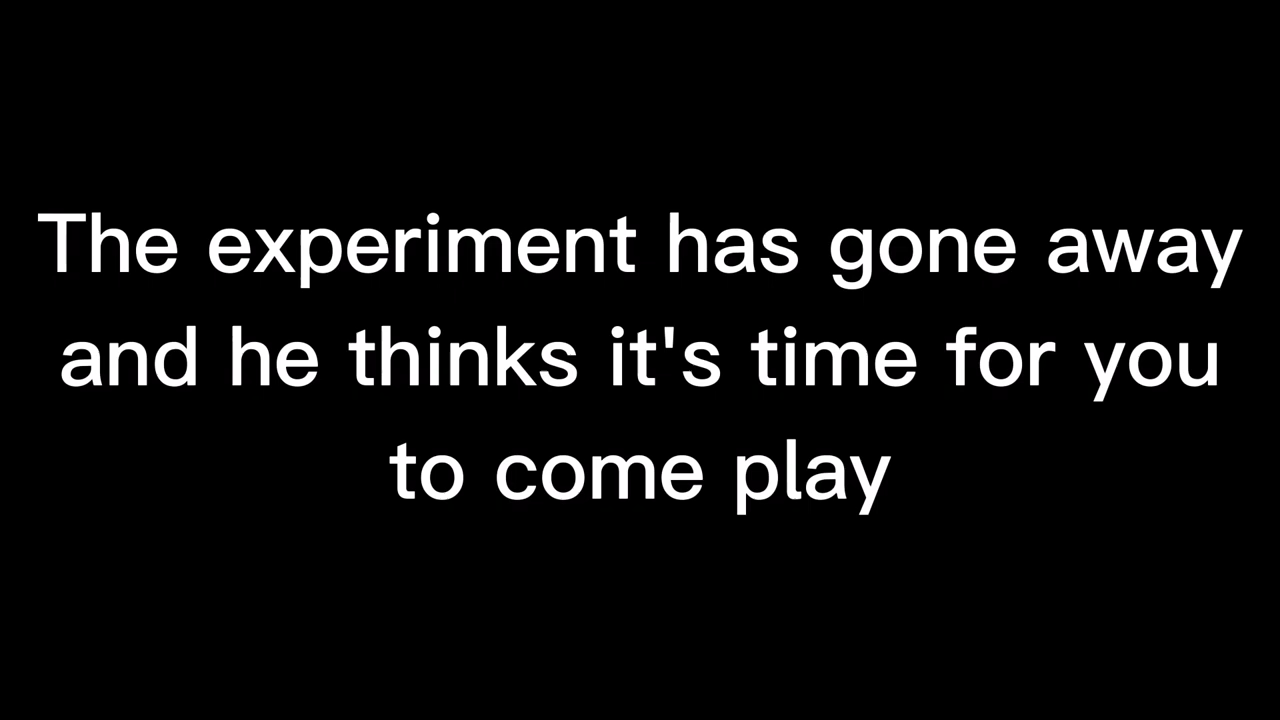 The experiment has gone away
and he thinks it's time for you
to come play